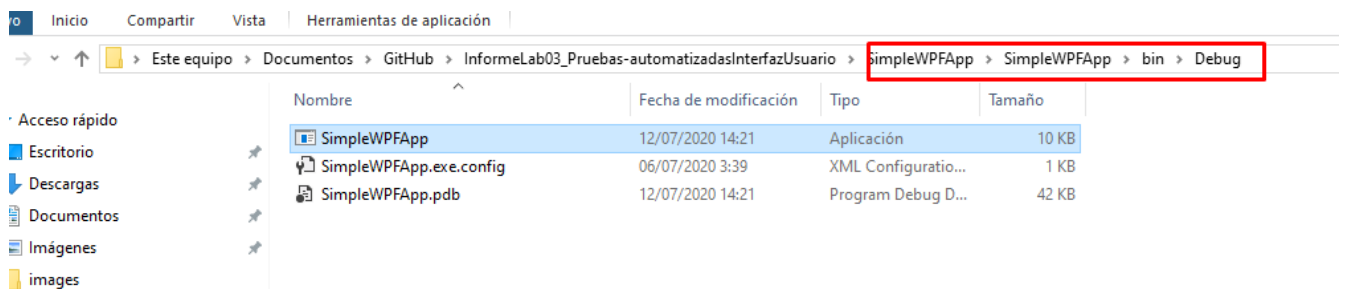 Inicio Compartir Vista Herramientas de aplicación
Este equipo > Documentos > GitHub > InformeLab03_Pruebas-automatizadasInterfazUsuario > SimpleWPFApp > SimpleWPFApp > bin > Debug
Nombre Fecha de modificación Tipo Tamaño
Acceso rápido
SimpleWPFApp 12/07/2020 14:21 Aplicación 10 KB
Escritorio
SimpleWPFApp.exe.config 06/07/2020 3:39 XML Configuratio... 1 KB
Descargas
SimpleWPFApp.pdb 12/07/2020 14:21 Program Debug D... 42 KB
Documentos
Imágenes
images